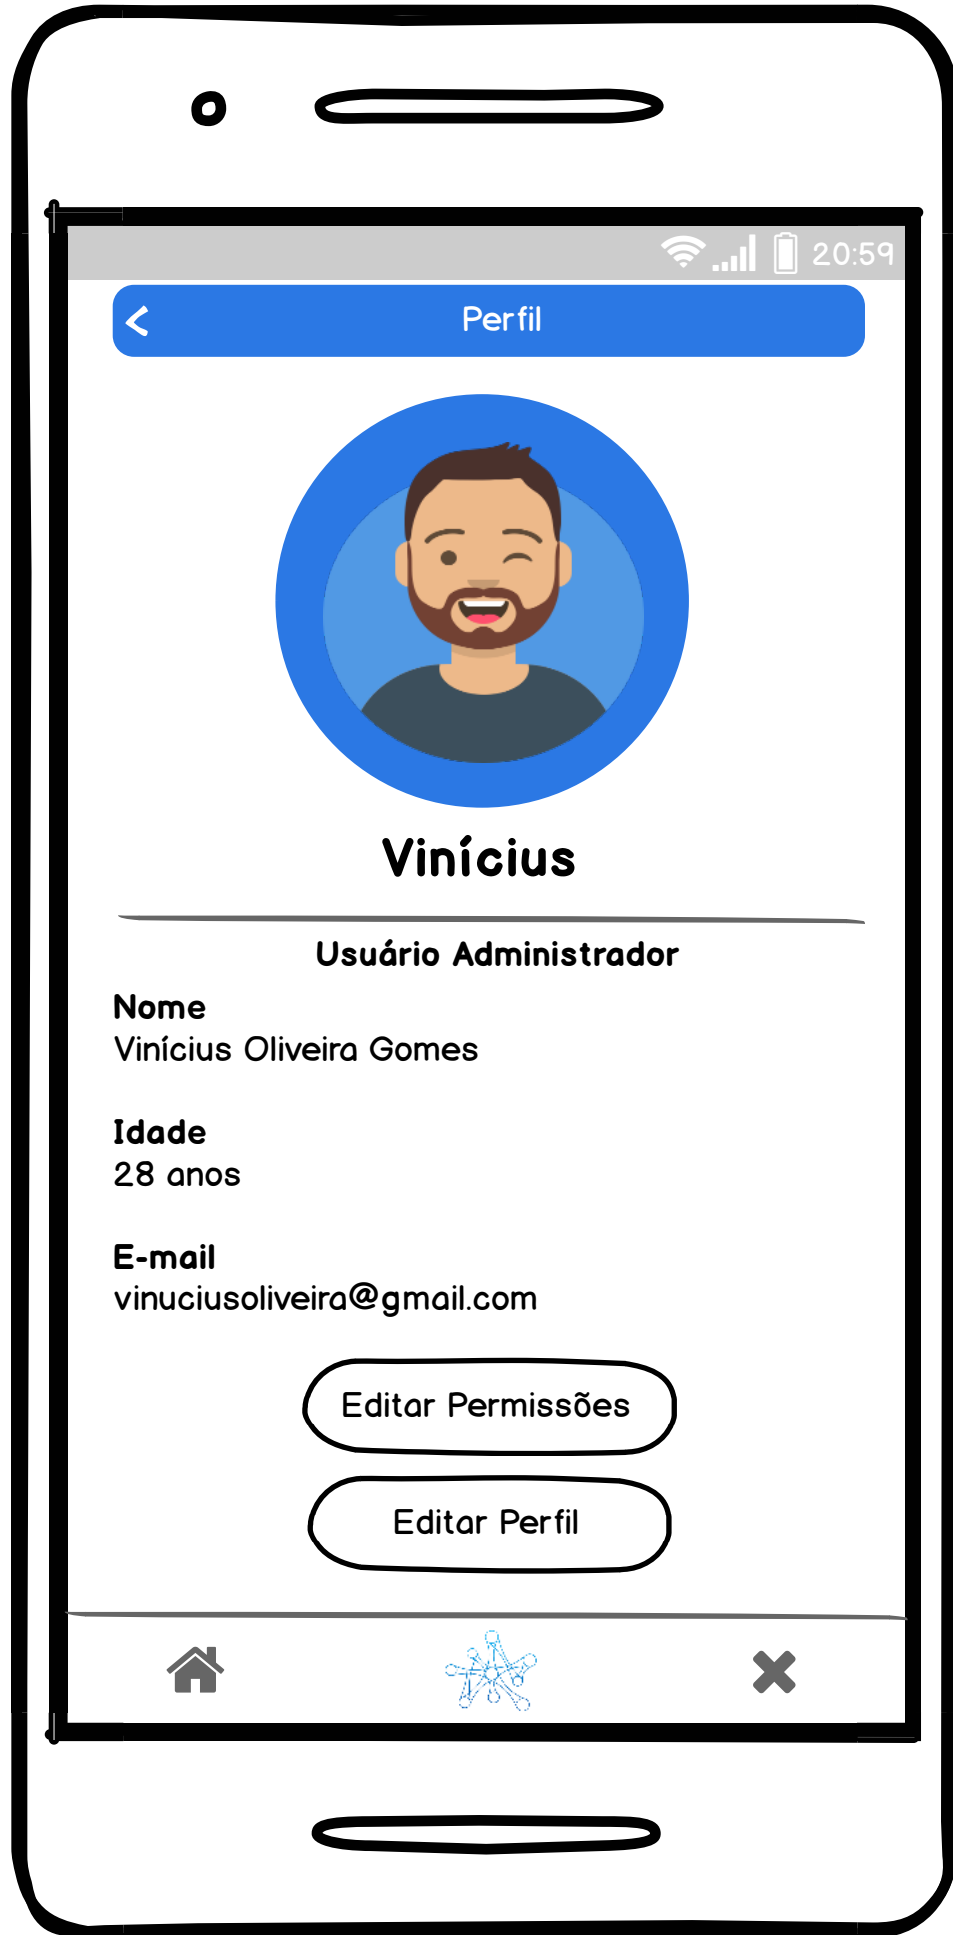 20:59
Perfil
Vinícius
Usuário Administrador
Nome
Vinícius Oliveira Gomes
Idade
28 anos
E-mail
vinuciusoliveira@gmail.com
Editar Permissões
Editar Perfil